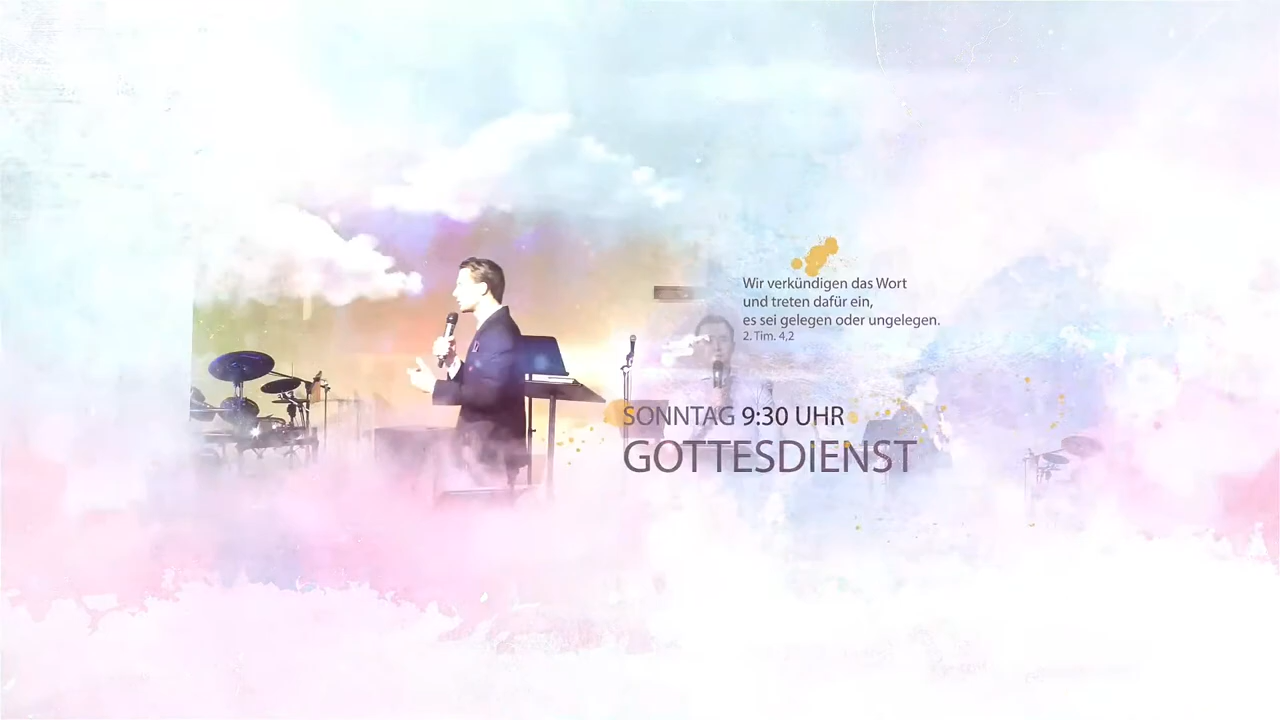 Wir verkündigen das Wort
und treten dafür ein,
es sei gelegen oder ungelegen.
2. Tim. 4,2
SONNTAG 9:30 UHR
GOTTESDIENST